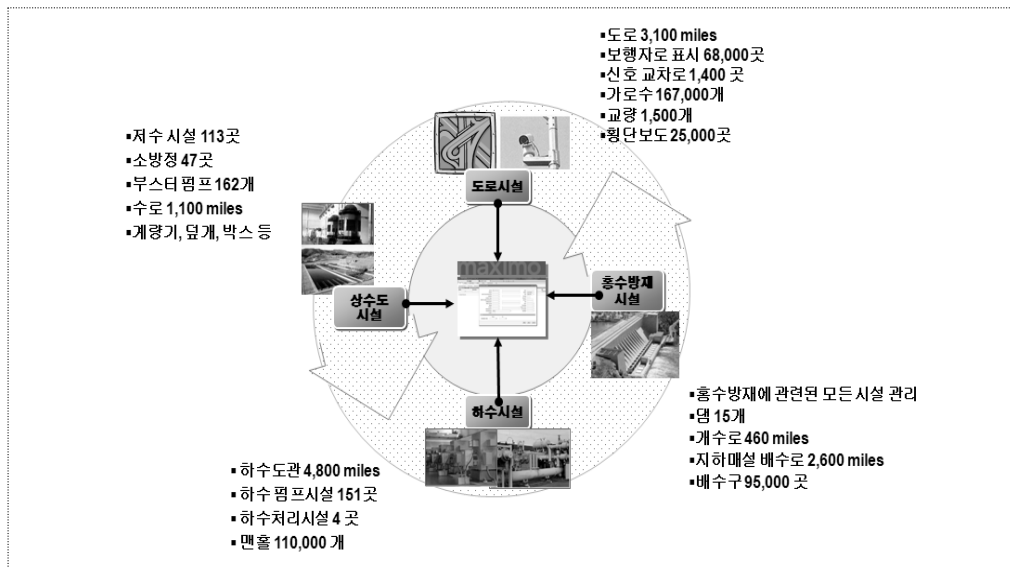 ▪도로 3,100 miles
▪보행자로 표시 68,000곳
▪신호 교차로 1,400 곳
▪가로수 167,000개
▪교량 1,500개
▪횡단보도 25,000곳
▪저수 시설 113곳
▪소방정 47곳
▪부스터 펌프 162개
▪수로 1,100 miles
▪계량기, 덮개, 박스 등
도로시설
maximo
홍수방재
시설
상수도
시설
하수시설
▪홍수방재에 관련된 모든 시설 관리
▪댐 15개
▪개수로 460 miles
▪지하매설 배수로 2,600 miles
▪배수구 95,000 곳
▪하수도관 4,800 miles
▪하수 펌프시설 151곳
▪하수처리시설 4 곳
▪맨홀 110,000 개